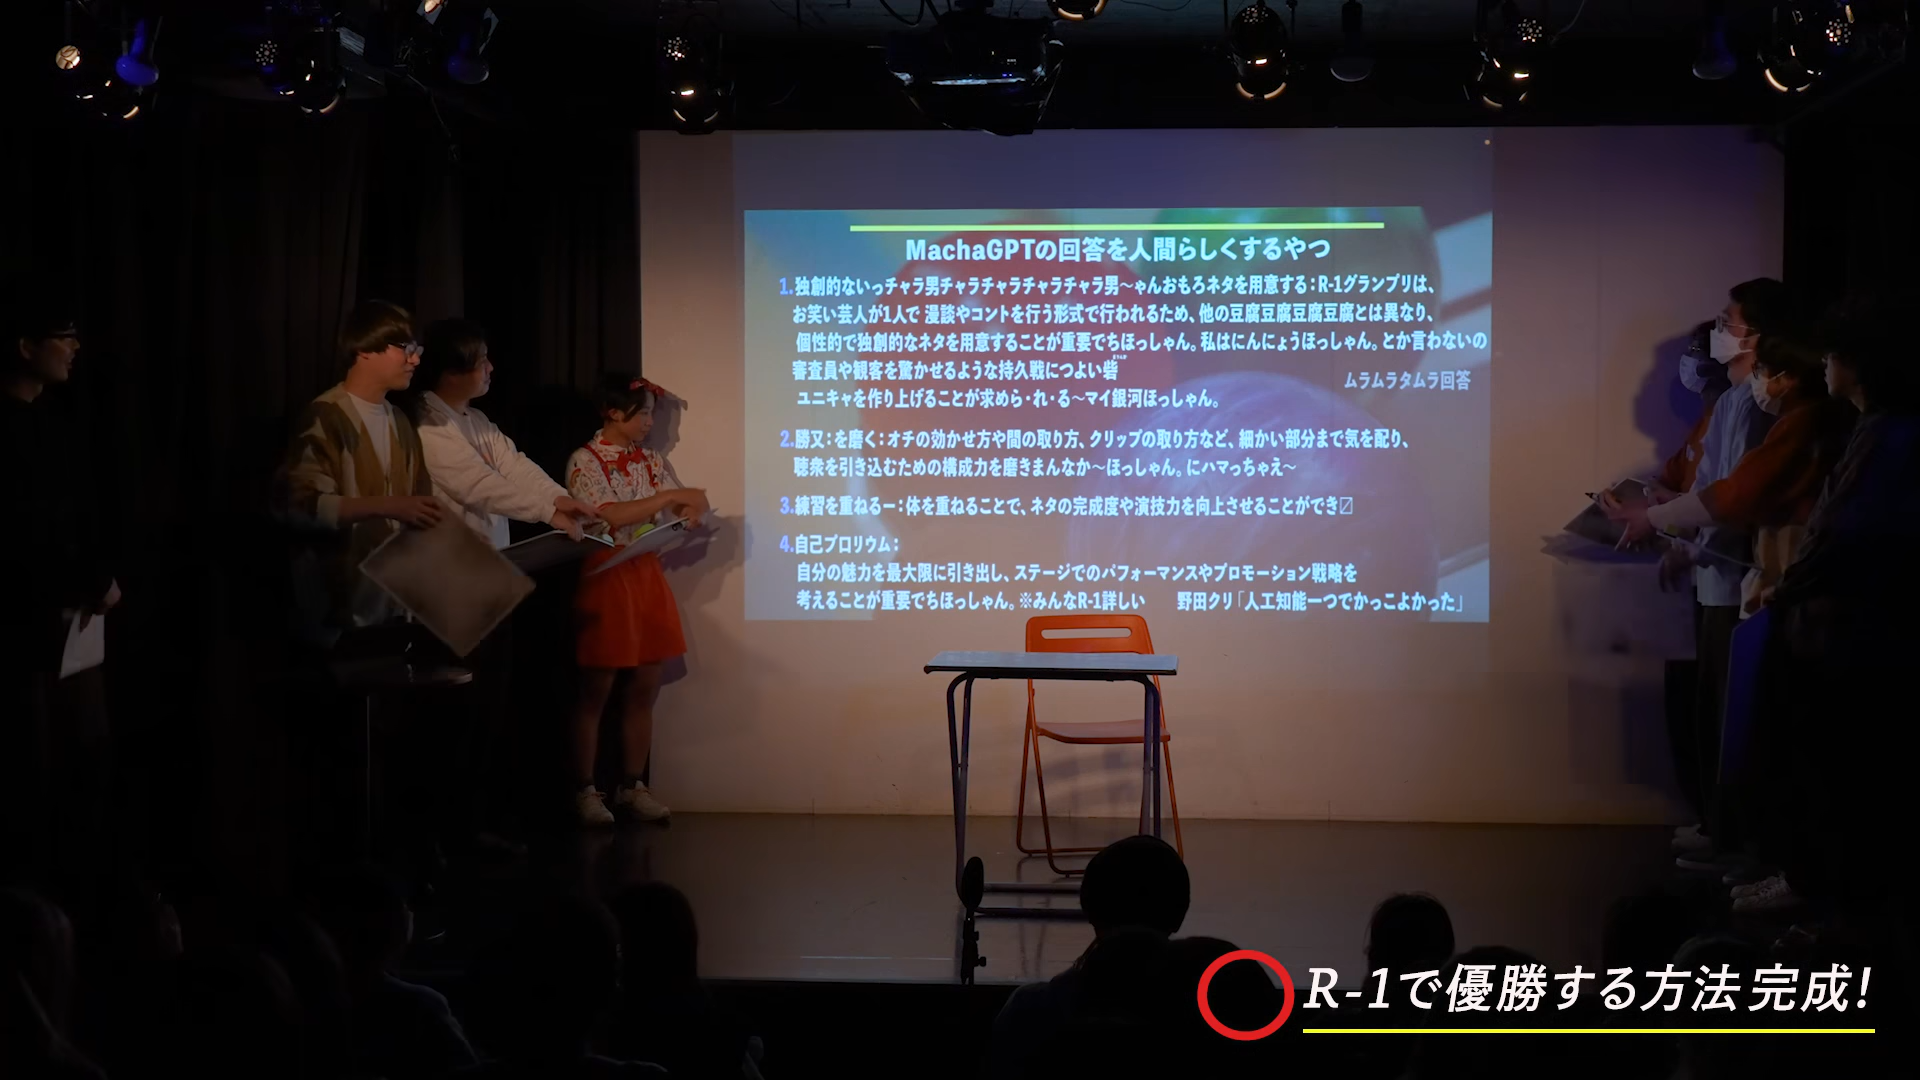 MachaGPTの回答を人間らしくするやつ
1.独創的ないっチャラ男チャラチャラチャラチャラ男〜ゃんおもろネタを用意する:R-1グランプリは、
お笑い芸人が1人で 漫談やコントを行う形式で行われるため、他の豆腐豆腐豆腐豆腐とは異なり、
個性的で独創的なネタを用意することが重要でちほっしゃん。私はにんにょうほっしゃん。とか言わないの
審査員や観客を驚かせるような持久戦につよい砦
ムラムラタムラ回答
ユニキャを作り上げることが求めら・れ・る〜マイ銀河ほっしゃん。
2.勝又:を磨く:オチの効かせ方や間の取り方、クリップの取り方など、細かい部分まで気を配り、
聴衆を引き込むための構成力を磨きまんなか〜ほっしゃん。にハマっちゃえ〜
3.練習を重ねるー:体を重ねることで、ネタの完成度や演技力を向上させることができ〼
4.自己プロリウム:
自分の魅力を最大限に引き出し、ステージでのパフォーマンスやプロモーション戦略を
考えることが重要でちほっしゃん。※みんなR-1詳しい 野田クリ「人工知能一つでかっこよかった」
R-1で優勝する方法 完成!